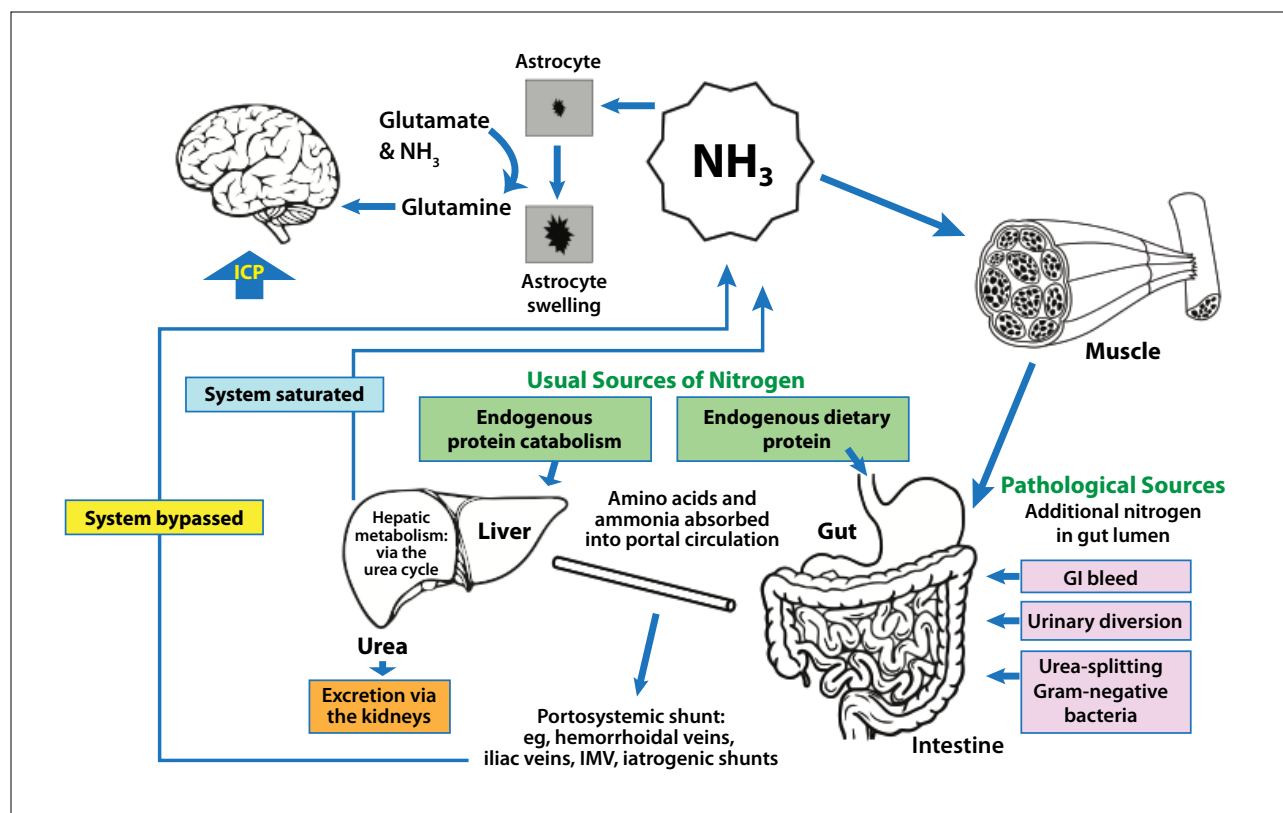 Astrocyte
Glutamate
& NH₃
NH₃
Glutamine
ICP
Astrocyte
swelling
Muscle
System saturated
Usual Sources of Nitrogen
Endogenous
protein catabolism
Endogenous dietary
protein
System bypassed
Hepatic
metabolism:
via the
urea cycle
Liver
Amino acids and
ammonia absorbed
into portal circulation
Gut
Pathological Sources
Additional nitrogen
in gut lumen
GI bleed
Urinary diversion
Urea-splitting
Gram-negative
bacteria
Urea
Excretion via
the kidneys
Portosystemic shunt:
eg, hemorrhoidal veins,
iliac veins, IMV, iatrogenic shunts
Intestine